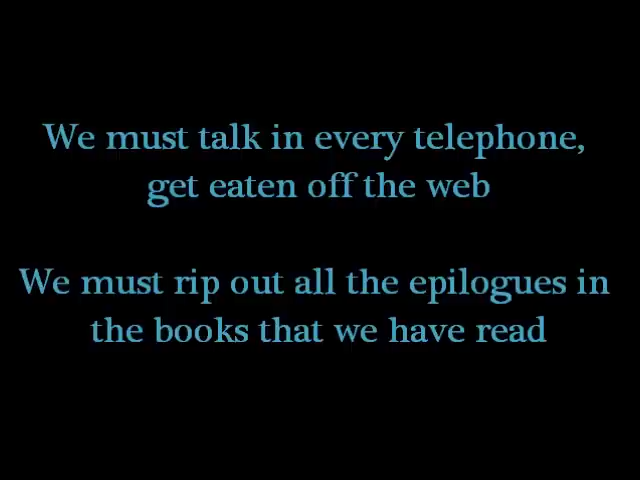 We must talk in every telephone,
get eaten off the web
We must rip out all the epilogues in
the books that we have read